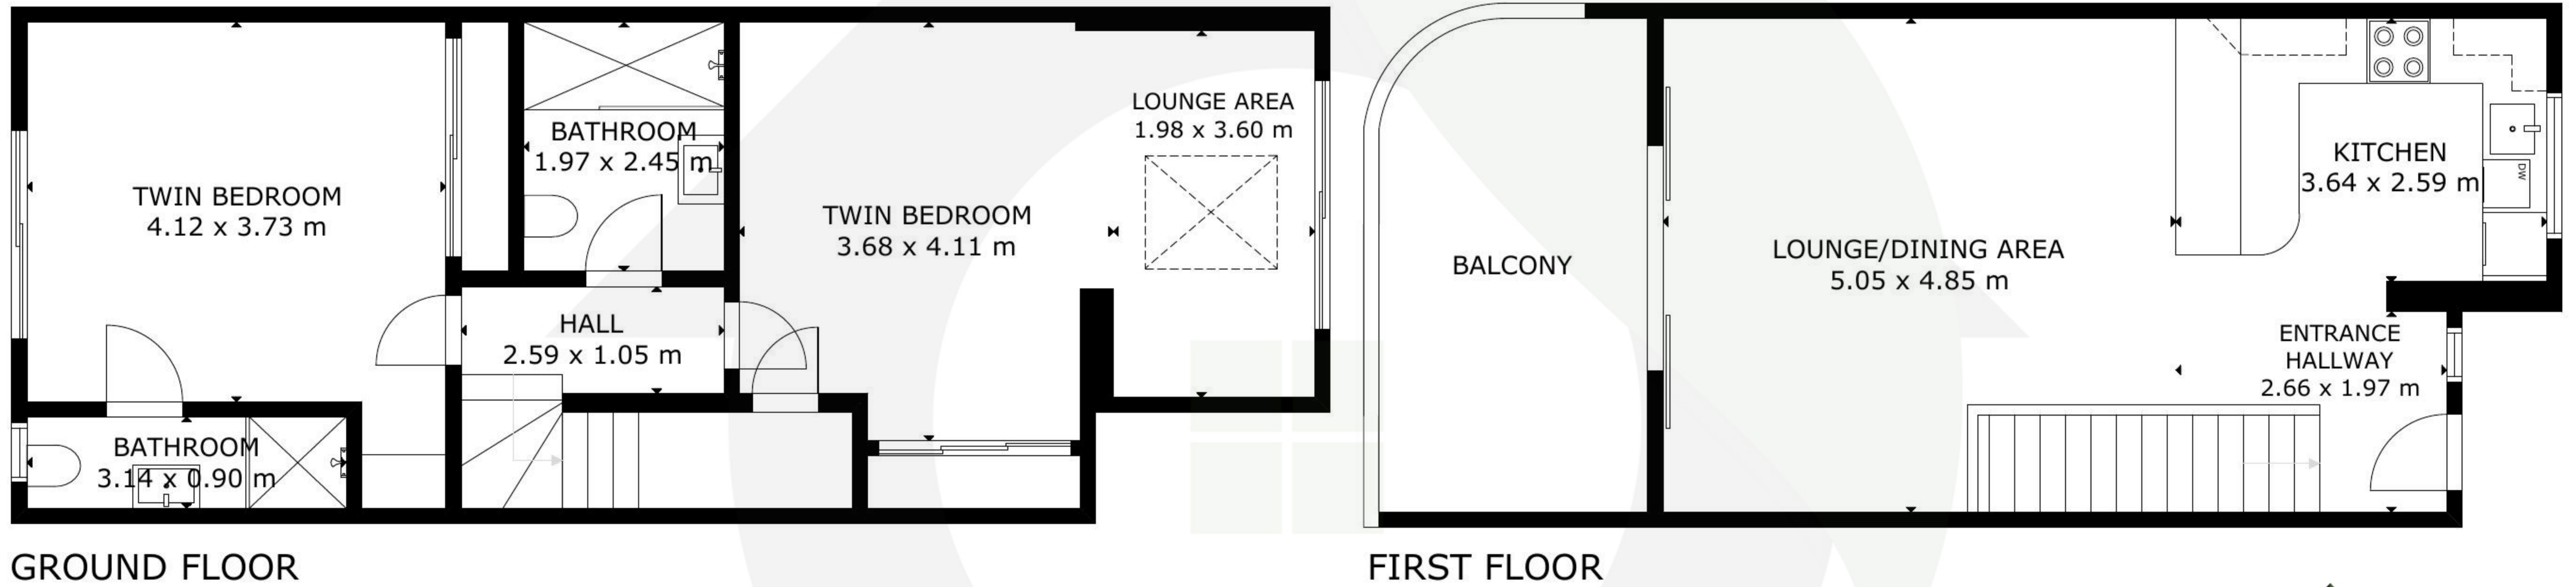 TWIN BEDROOM
4.12 x 3.73 m
BATHROOM
3.14 x 0.90 m
BATHROOM
1.97 x 2.45 m
HALL
2.59 x 1.05 m
TWIN BEDROOM
3.68 x 4.11 m
LOUNGE AREA
1.98 x 3.60 m
GROUND FLOOR
BALCONY
LOUNGE/DINING AREA
5.05 x 4.85 m
KITCHEN
3.64 x 2.59 m
DW
ENTRANCE
HALLWAY
2.66 x 1.97 m
FIRST FLOOR